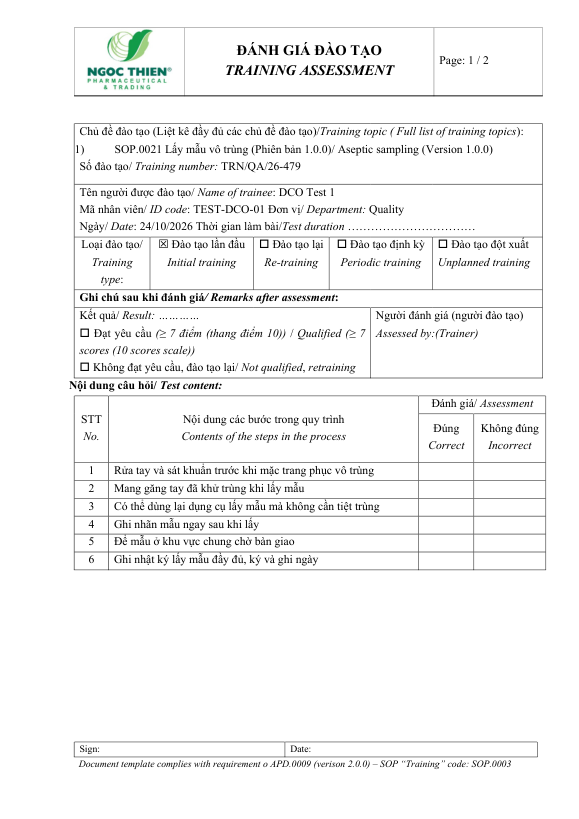 NGOC THIEN®
PHARMACEUTICAL
& TRADING
ĐÁNH GIÁ ĐÀO TẠO
TRAINING ASSESSMENT
Page: 1 / 2
Chủ đề đào tạo (Liệt kê đầy đủ các chủ đề đào tạo)/Training topic ( Full list of training topics):
1) SOP.0021 Lấy mẫu vô trùng (Phiên bản 1.0.0)/ Aseptic sampling (Version 1.0.0)
Số đào tạo/ Training number: TRN/QA/26-479
Tên người được đào tạo/ Name of trainee: DCO Test 1
Mã nhân viên/ ID code: TEST-DCO-01 Đơn vị/ Department: Quality
Ngày/ Date: 24/10/2026 Thời gian làm bài/Test duration ……………………………
Loại đào tạo/
Training
type:
☒ Đào tạo lần đầu
Initial training
☐ Đào tạo lại
Re-training
☐ Đào tạo định kỳ
Periodic training
☐ Đào tạo đột xuất
Unplanned training
Ghi chú sau khi đánh giá/ Remarks after assessment:
Kết quả/ Result: …………
☐ Đạt yêu cầu (≥ 7 điểm (thang điểm 10)) / Qualified (≥ 7
scores (10 scores scale))
☐ Không đạt yêu cầu, đào tạo lại/ Not qualified, retraining
Người đánh giá (người đào tạo)
Assessed by:(Trainer)
Nội dung câu hỏi/ Test content:
STT
No.
Nội dung các bước trong quy trình
Contents of the steps in the process
Đánh giá/ Assessment
Đúng
Correct
Không đúng
Incorrect
1 Rửa tay và sát khuẩn trước khi mặc trang phục vô trùng
2 Mang găng tay đã khử trùng khi lấy mẫu
3 Có thể dùng lại dụng cụ lấy mẫu mà không cần tiệt trùng
4 Ghi nhãn mẫu ngay sau khi lấy
5 Để mẫu ở khu vực chung chờ bàn giao
6 Ghi nhật ký lấy mẫu đầy đủ, ký và ghi ngày
Sign:
Date:
Document template complies with requirement o APD.0009 (verison 2.0.0) – SOP “Training” code: SOP.0003